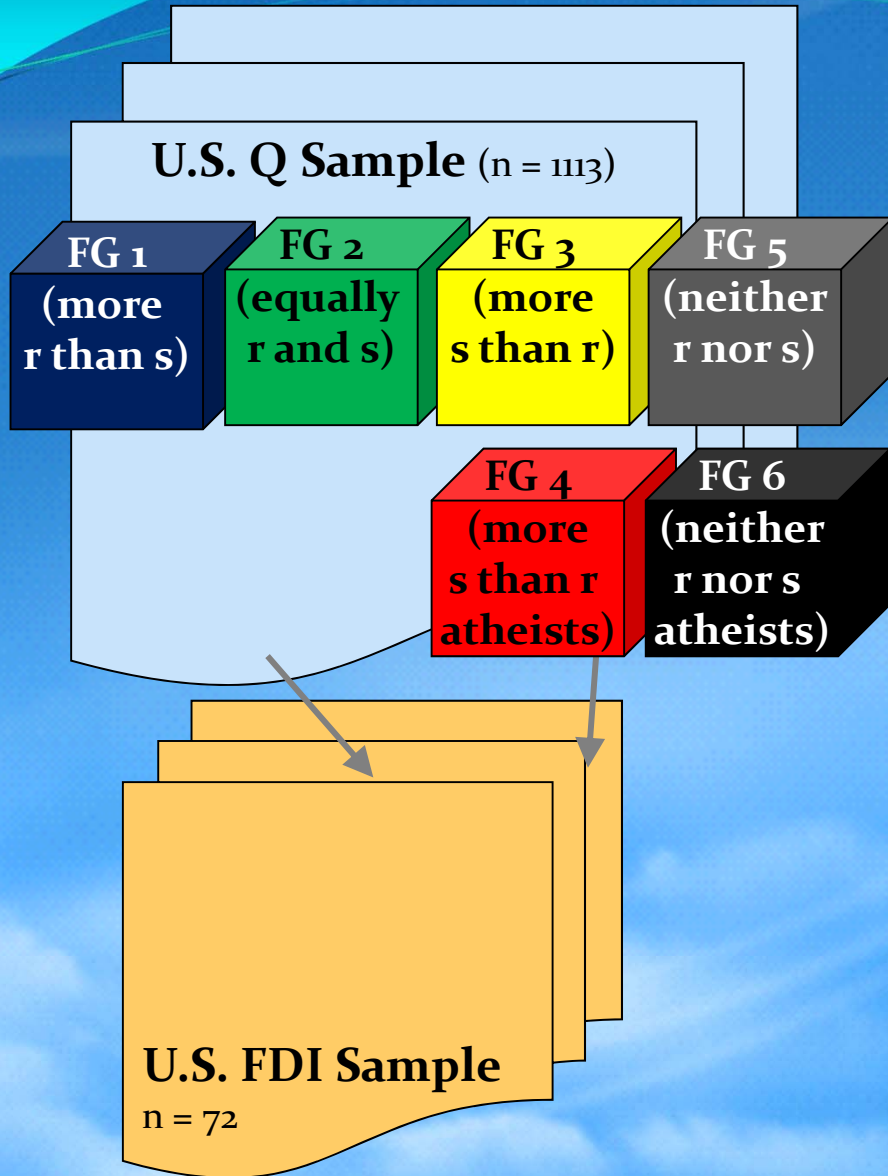 U.S. Q Sample (n = 1113)
FG 1
(more
r than s)
FG 2
(equally
r and s)
FG 3
(more
s than r)
FG 5
(neither
r nor s)
FG 4
(more
s than r
atheists)
FG 6
(neither
r nor s
atheists)
U.S. FDI Sample
n = 72